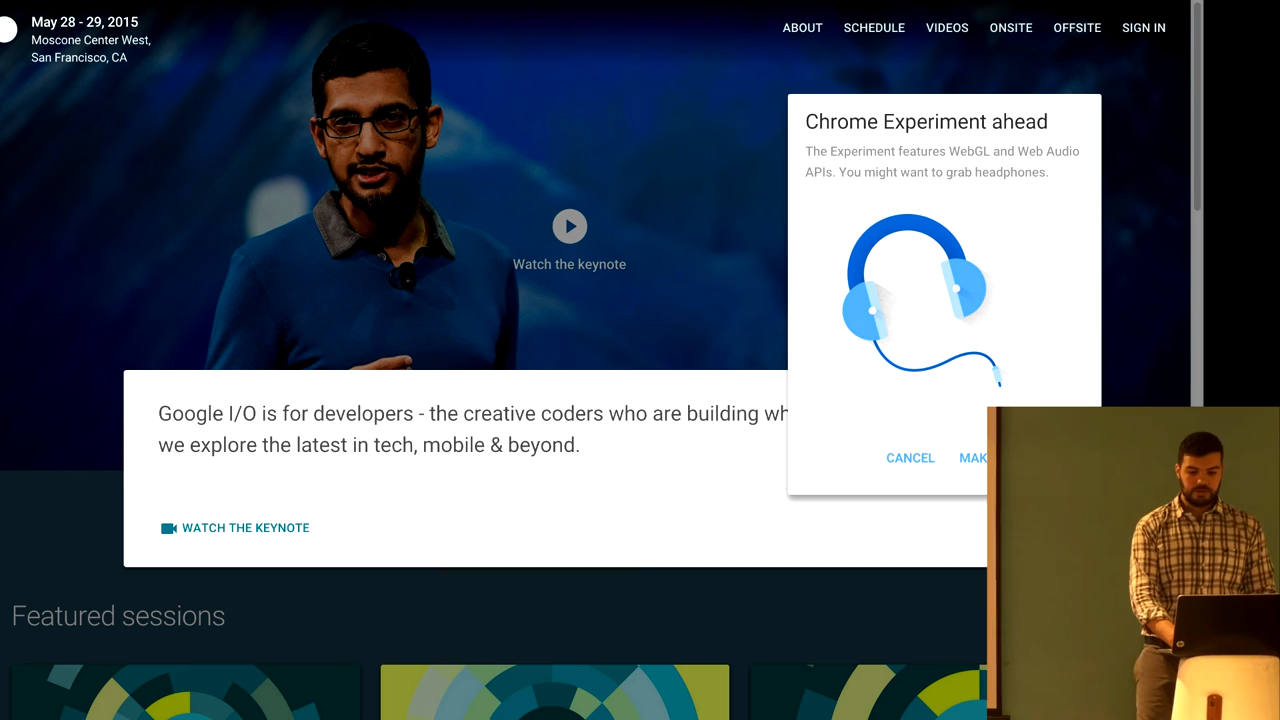 May 28 - 29, 2015
Moscone Center West,
San Francisco, CA
ABOUT
SCHEDULE
VIDEOS
ONSITE
OFFSITE
SIGN IN
Chrome Experiment ahead
The Experiment features WebGL and Web Audio
APIs. You might want to grab headphones.
Watch the keynote
Google I/O is for developers - the creative coders who are building
we explore the latest in tech, mobile & beyond.
CANCEL
WATCH THE KEYNOTE
Featured sessions